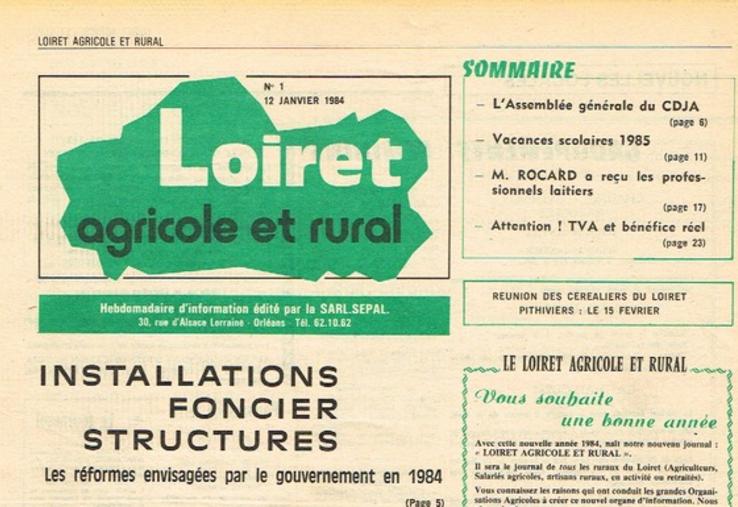 LOIRET AGRICOLE ET RURAL
N° 1
12 JANVIER 1984
Loiret
agricole et rural
Hebdomadaire d'information édité par la SARL.SEPAL.
30, rue d'Alsace Lorraine - Orléans - Tél. 62.10.62
INSTALLATIONS
FONCIER
STRUCTURES
Les réformes envisagées par le gouvernement en 1984
(Page 5)
SOMMAIRE
– L'Assemblée générale du CDJA
(page 6)
– Vacances scolaires 1985
(page 11)
– M. ROCARD a reçu les profes-
sionnels laitiers
(page 17)
– Attention ! TVA et bénéfice réel
(page 23)
REUNION DES CEREALIERS DU LOIRET
PITHIVIERS : LE 15 FEVRIER
LE LOIRET AGRICOLE ET RURAL
Vous souhaite
une bonne année
Avec cette nouvelle année 1984, naît notre nouveau journal :
« LOIRET AGRICOLE ET RURAL ».
Il sera le journal de tous les ruraux du Loiret (Agriculteurs,
Salariés agricoles, artisans ruraux, en activité ou retraités).
Vous connaissez les raisons qui ont conduit les grandes Organi-
sations Agricoles à créer ce nouvel organe d'information. Nous